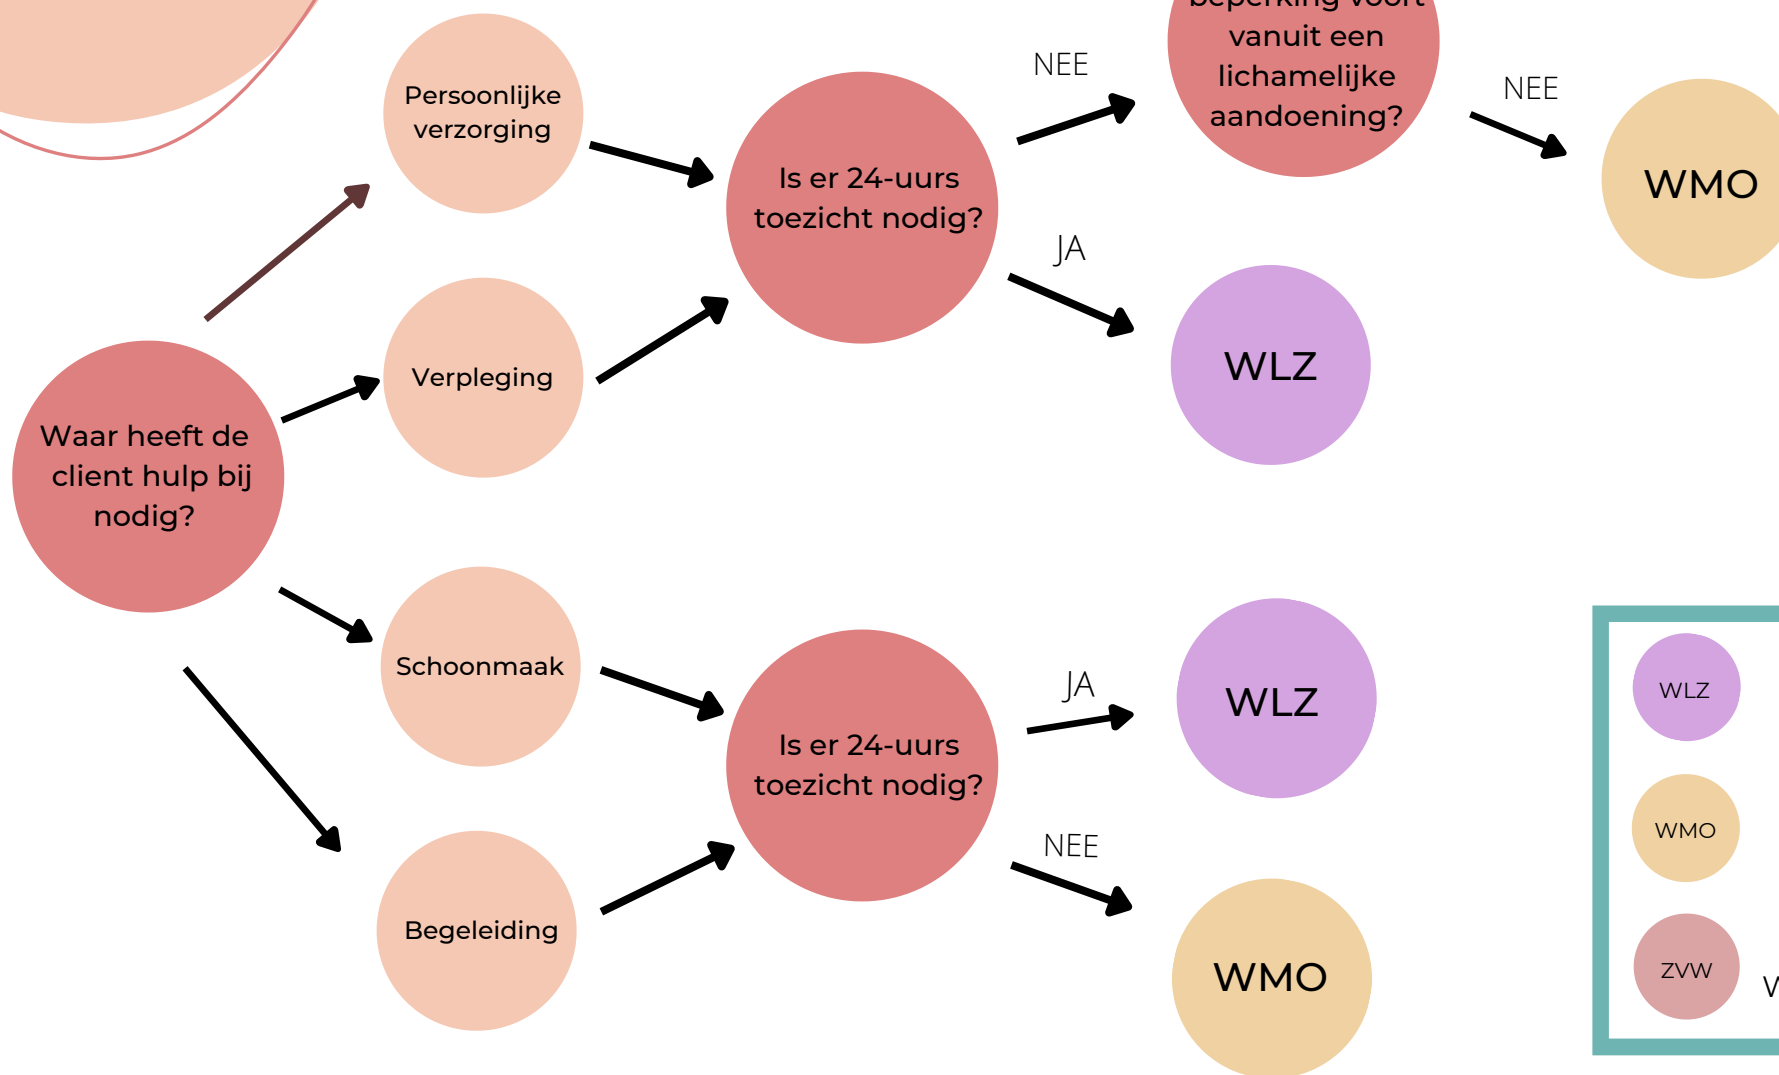 beperking voort
vanuit een
lichamelijke
aandoening?
NEE
NEE
Persoonlijke
verzorging
Is er 24-uurs
toezicht nodig?
WMO
JA
Verpleging
WLZ
Waar heeft de
client hulp bij
nodig?
Schoonmaak
Is er 24-uurs
toezicht nodig?
JA
WLZ
NEE
Begeleiding
WMO
WLZ
WMO
ZVW